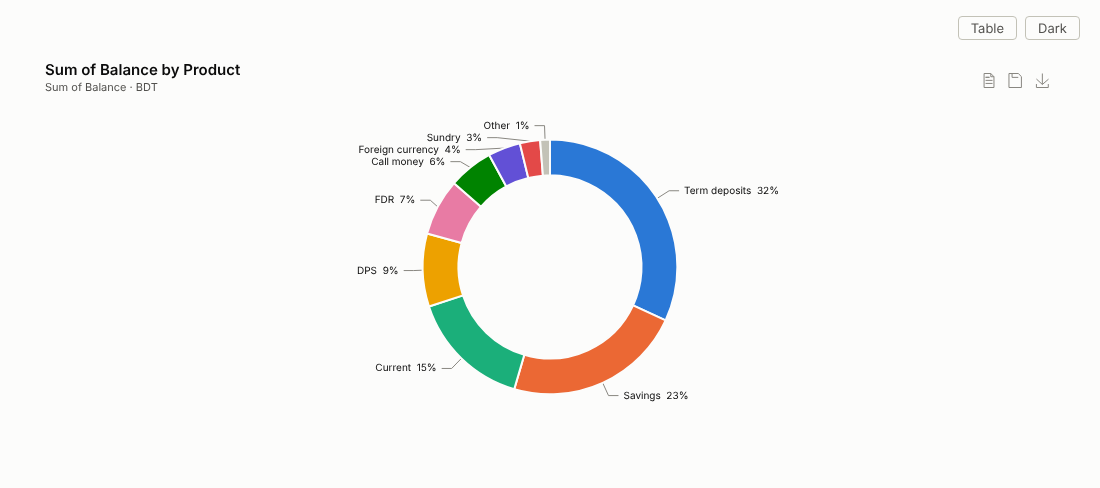 Table
Dark
Sum of Balance by Product
Sum of Balance · BDT
Other 1%
Sundry 3%
Foreign currency 4%
Call money 6%
Term deposits 32%
FDR 7%
DPS 9%
Current 15%
Savings 23%